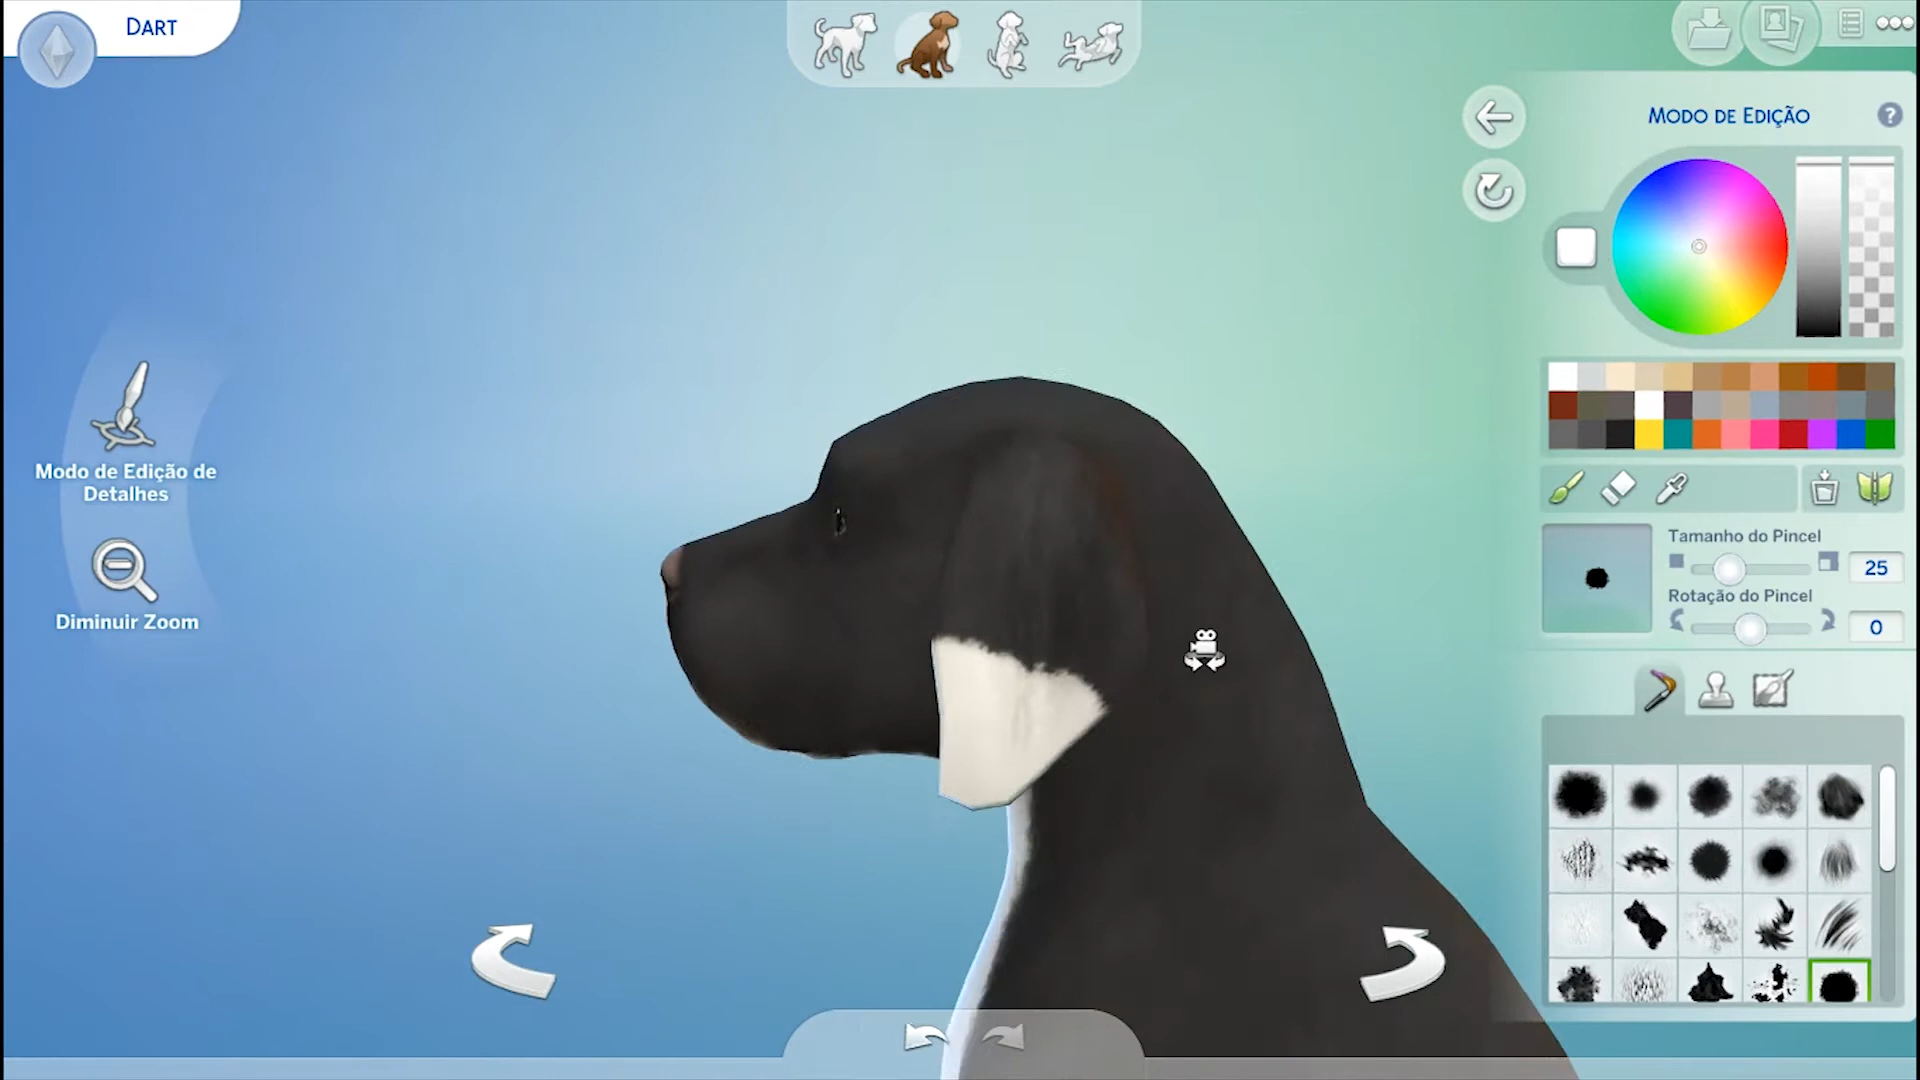 DART
MODO DE EDIÇÃO
?
Modo de Edição de
Detalhes
Diminuir Zoom
Tamanho do Pincel
25
Rotação do Pincel
0